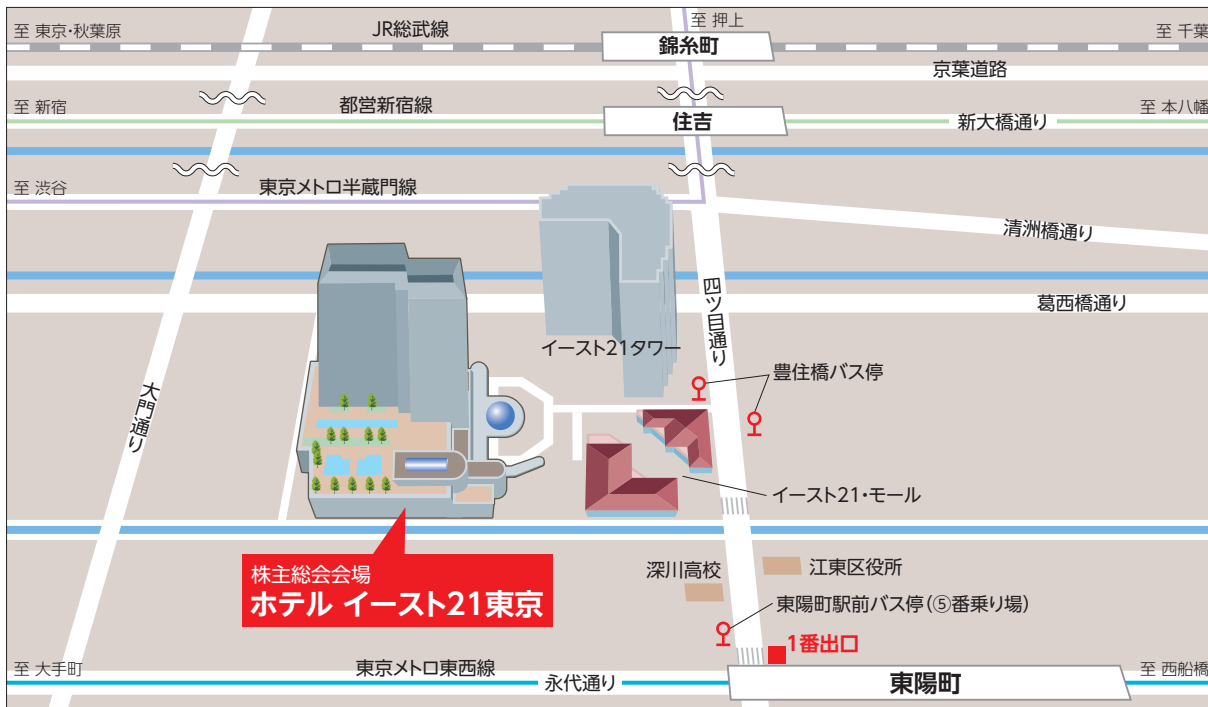 至 押上
至 東京・秋葉原
JR総武線
錦糸町
至 千葉
京葉道路
至 新宿
都営新宿線
住吉
新大橋通り
至 本八幡
至 渋谷
東京メトロ半蔵門線
清洲橋通り
四ツ目通り
葛西橋通り
イースト21タワー
豊住橋バス停
大門通り
イースト21・モール
株主総会会場
ホテル イースト21東京
深川高校
江東区役所
東陽町駅前バス停（⑤番乗り場）
1番出口
至 大手町
東京メトロ東西線
永代通り
東陽町
至 西船橋